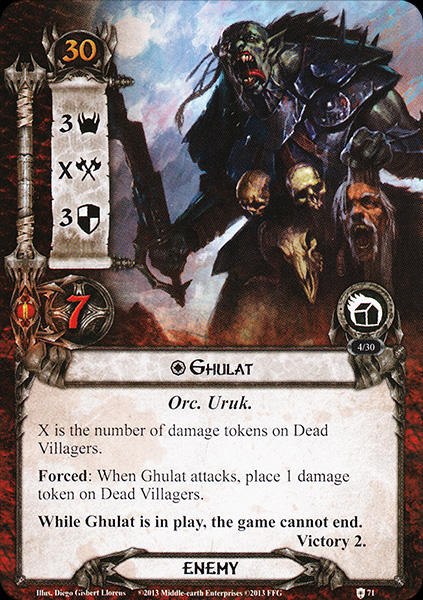 30
3
X
3
7
4/30
Ghulat
Orc. Uruk.
X is the number of damage tokens on Dead
Villagers.
Forced: When Ghulat attacks, place 1 damage
token on Dead Villagers.
While Ghulat is in play, the game cannot end.
Victory 2.
ENEMY
Illus. Diego Gisbert Llorens ©2013 Middle-earth Enterprises ©2013 FFG 71